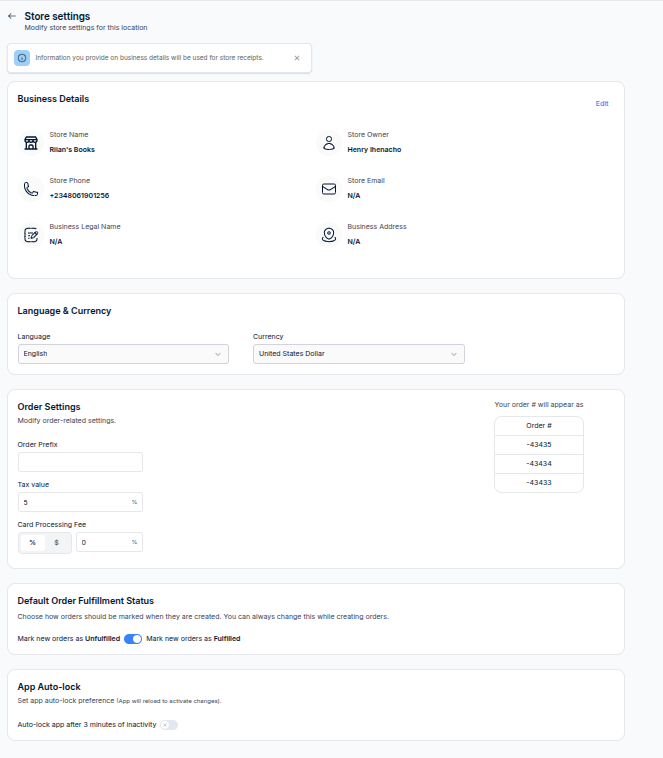 Store settings
Modify store settings for this location
Information you provide on business details will be used for store receipts.
Business Details
Edit
Store Name
Rilan's Books
Store Owner
Henry Ihenacho
Store Phone
+2348061901256
Store Email
N/A
Business Legal Name
N/A
Business Address
N/A
Language & Currency
Language
English
Currency
United States Dollar
Order Settings
Modify order-related settings.
Your order # will appear as
Order #
-43435
-43434
-43433
Order Prefix
Tax value
5 %
Card Processing Fee
% $ 0 %
Default Order Fulfillment Status
Choose how orders should be marked when they are created. You can always change this while creating orders.
Mark new orders as Unfulfilled Mark new orders as Fulfilled
App Auto-lock
Set app auto-lock preference (App will reload to activate changes).
Auto-lock app after 3 minutes of inactivity